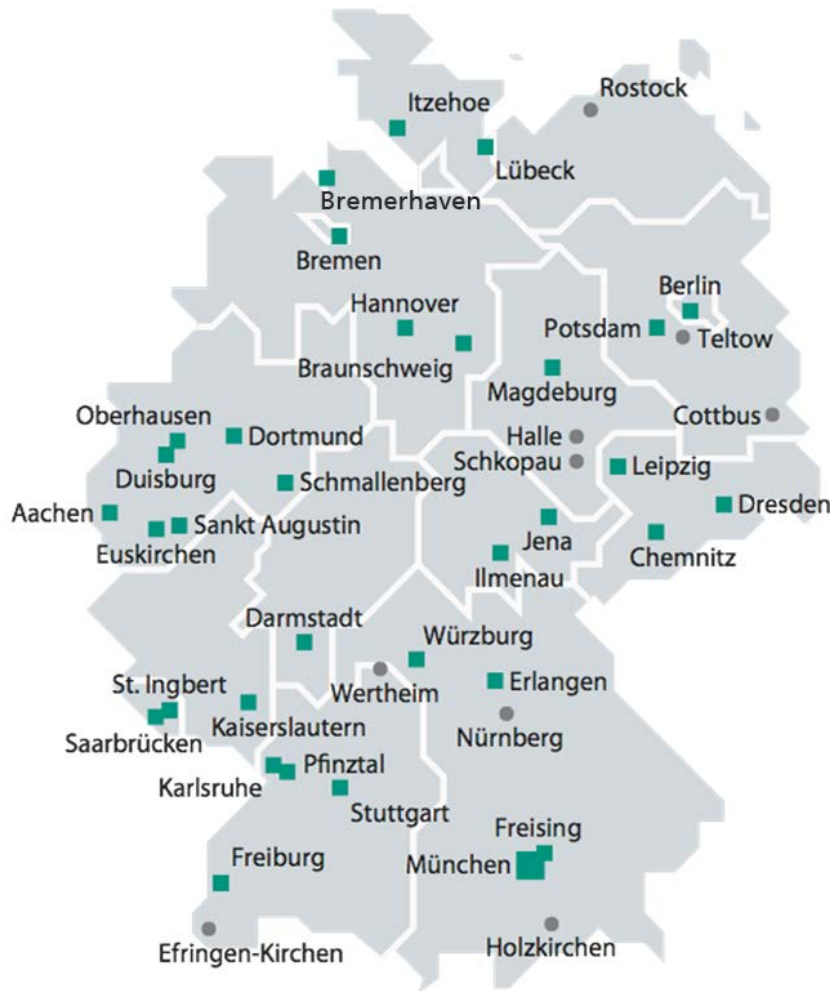 Rostock
Itzehoe
Lübeck
Bremerhaven
Bremen
Berlin
Hannover
Potsdam
Teltow
Braunschweig
Magdeburg
Oberhausen
Cottbus
Dortmund
Halle
Schkopau
Leipzig
Duisburg
Schmallenberg
Dresden
Aachen
Sankt Augustin
Euskirchen
Jena
Chemnitz
Ilmenau
Darmstadt
Würzburg
St. Ingbert
Wertheim
Erlangen
Kaiserslautern
Nürnberg
Saarbrücken
Pfinztal
Karlsruhe
Stuttgart
Freising
Freiburg
München
Efringen-Kirchen
Holzkirchen